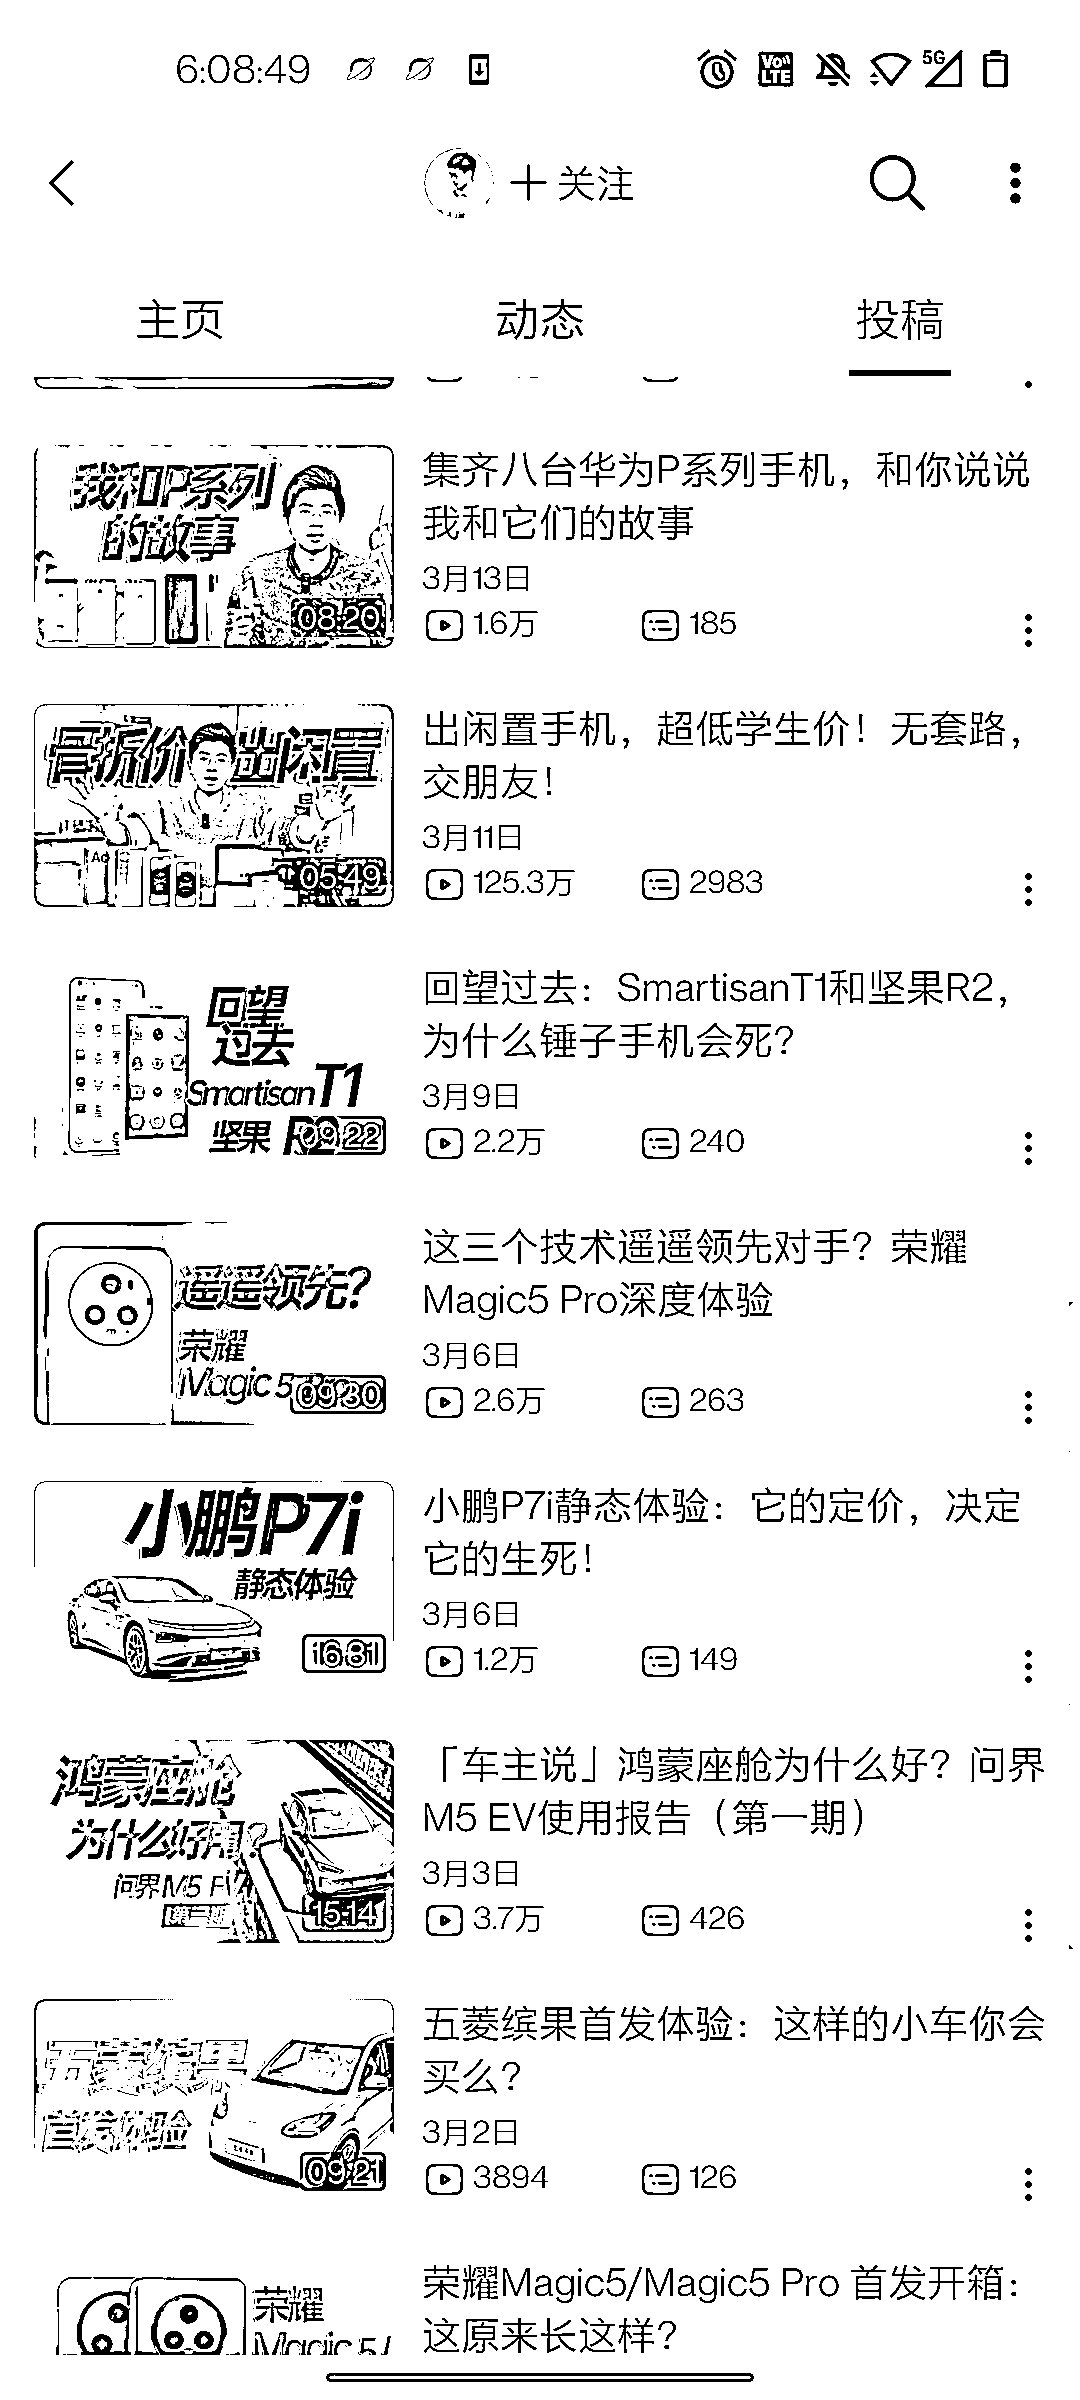 6:08:49
Vo LTE
5G
关注
主页
动态
投稿
我和P系列
的故事
08:20
集齐八台华为P系列手机，和你说说
我和它们的故事
3月13日
1.6万
185
骨折价出闲置
05:49
出闲置手机，超低学生价！无套路，
交朋友！
3月11日
125.3万
2983
回望
过去
SmartisanT1
坚果 R2
09:22
回望过去：SmartisanT1和坚果R2，
为什么锤子手机会死？
3月9日
2.2万
240
遥遥领先?
荣耀
Magic 5
09:30
这三个技术遥遥领先对手？荣耀
Magic5 Pro深度体验
3月6日
2.6万
263
小鹏P7i
静态体验
小鹏P7i静态体验：它的定价，决定
它的生死！
3月6日
1.2万
149
鸿蒙座舱
为什么好用?
问界M5 EV
15:14
「车主说」鸿蒙座舱为什么好？问界
M5 EV使用报告（第一期）
3月3日
3.7万
426
五菱缤果
首发体验
09:21
五菱缤果首发体验：这样的小车你会
买么？
3月2日
3894
126
荣耀
Magic 5/
荣耀Magic5/Magic5 Pro 首发开箱：
这原来长这样？